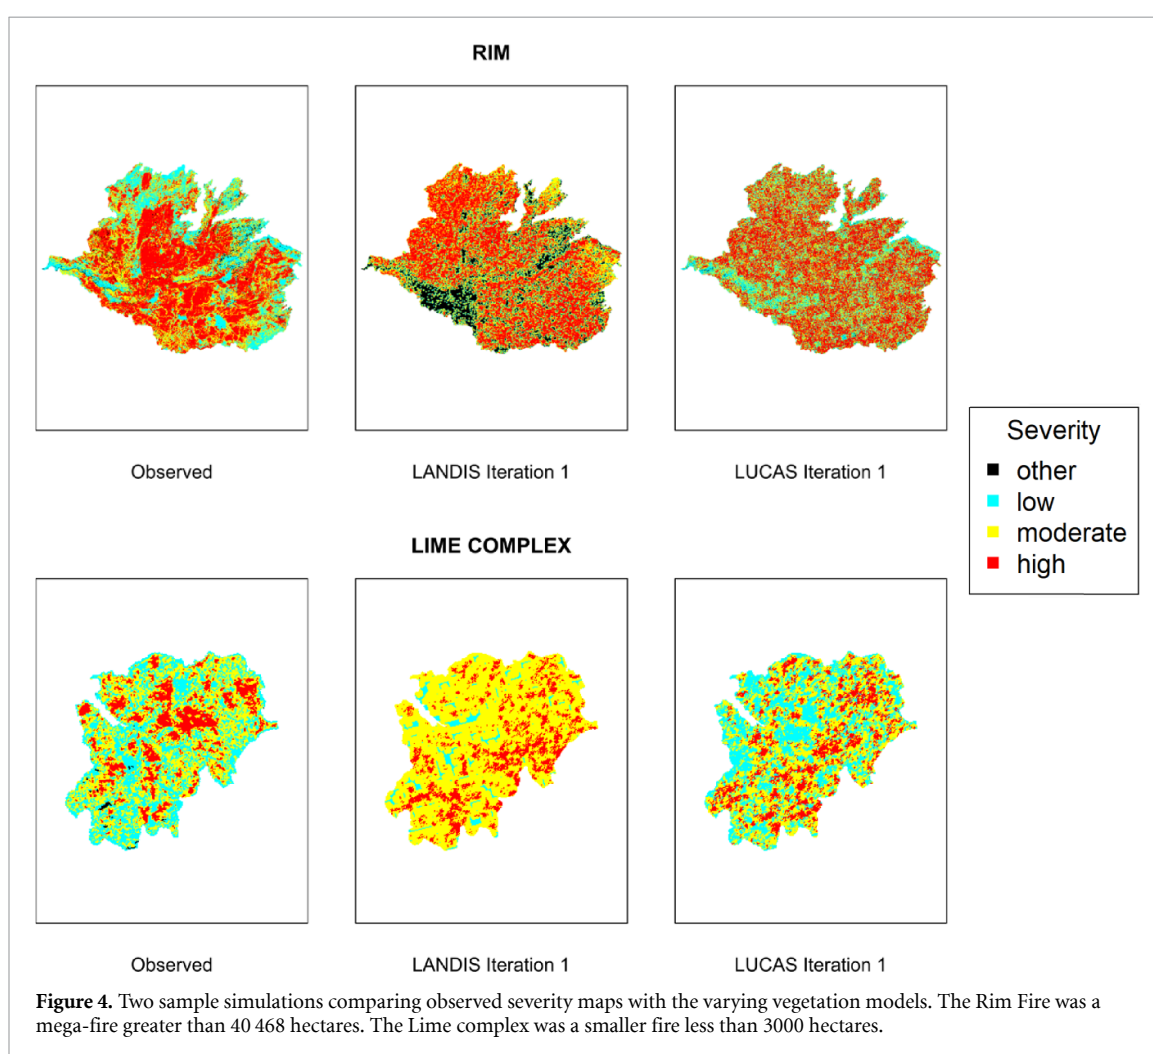 RIM
Observed
LANDIS Iteration 1
LUCAS Iteration 1
Severity
other
low
moderate
high
LIME COMPLEX
Observed
LANDIS Iteration 1
LUCAS Iteration 1
Figure 4. Two sample simulations comparing observed severity maps with the varying vegetation models. The Rim Fire was a
mega-fire greater than 40 468 hectares. The Lime complex was a smaller fire less than 3000 hectares.